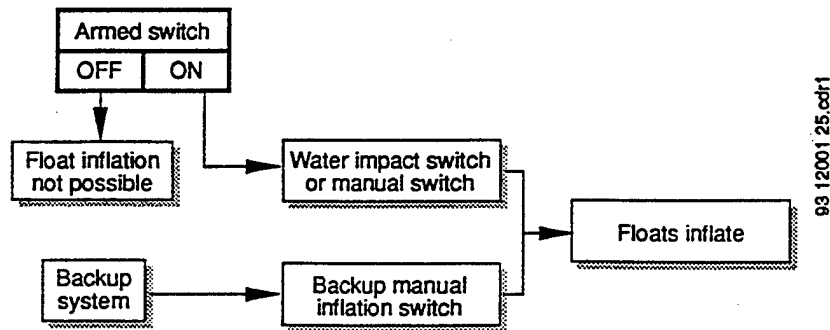 Armed switch
OFF ON
Float inflation
not possible
Water impact switch
or manual switch
Floats inflate
Backup
system
Backup manual
inflation switch
93 12001 25.cdr1